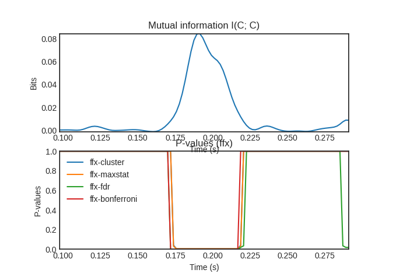 Mutual information I(C; C)
0.08
0.06
0.04
0.02
0.00
Bits
0.100 0.125 0.150 0.175 0.200 0.225 0.250 0.275
Time (s)
P-values (ffx)
1.0
0.8
0.6
0.4
0.2
0.0
P-values
ffx-cluster
ffx-maxstat
ffx-fdr
ffx-bonferroni
0.100 0.125 0.150 0.175 0.200 0.225 0.250 0.275
Time (s)